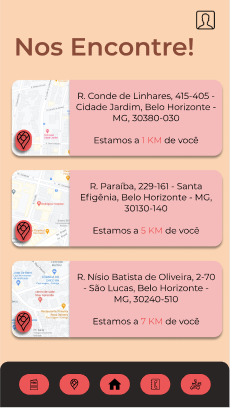 Nos Encontre!
R. Conde de Linhares, 415-405 -
Cidade Jardim, Belo Horizonte -
MG, 30380-030
Estamos a 1 KM de você
R. Paraíba, 229-161 - Santa
Efigênia, Belo Horizonte - MG,
30130-140
Estamos a 5 KM de você
R. Nísio Batista de Oliveira, 2-70
- São Lucas, Belo Horizonte -
MG, 30240-510
Estamos a 7 KM de você